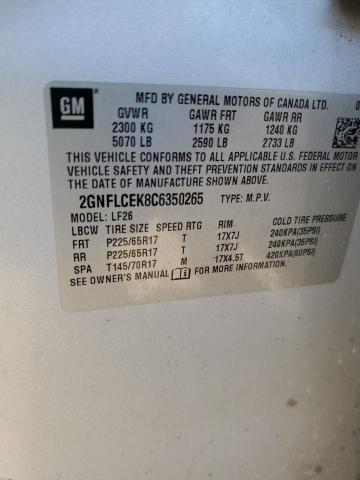 GM
MFD BY GENERAL MOTORS OF CANADA LTD. 0
GVWR GAWR FRT GAWR RR
2300 KG 1175 KG 1240 KG
5070 LB 2590 LB 2733 LB
THIS VEHICLE CONFORMS TO ALL APPLICABLE U.S. FEDERAL MOTOR
VEHICLE SAFETY AND THEFT PREVENTION STANDARDS IN EFFECT
DATE OF MANUFACTURE SHOWN ABOVE.
2GNFLCEK8C6350265 TYPE: M.P.V.
MODEL: LF26
LBCW TIRE SIZE SPEED RTG RIM COLD TIRE PRESSURE
FRT P225/65R17 T 17X7J 240KPA(35PSI)
RR P225/65R17 T 17X7J 240KPA(35PSI)
SPA T145/70R17 M 17X4.5T 420KPA(60PSI)
SEE OWNER'S MANUAL FOR MORE INFORMATION.